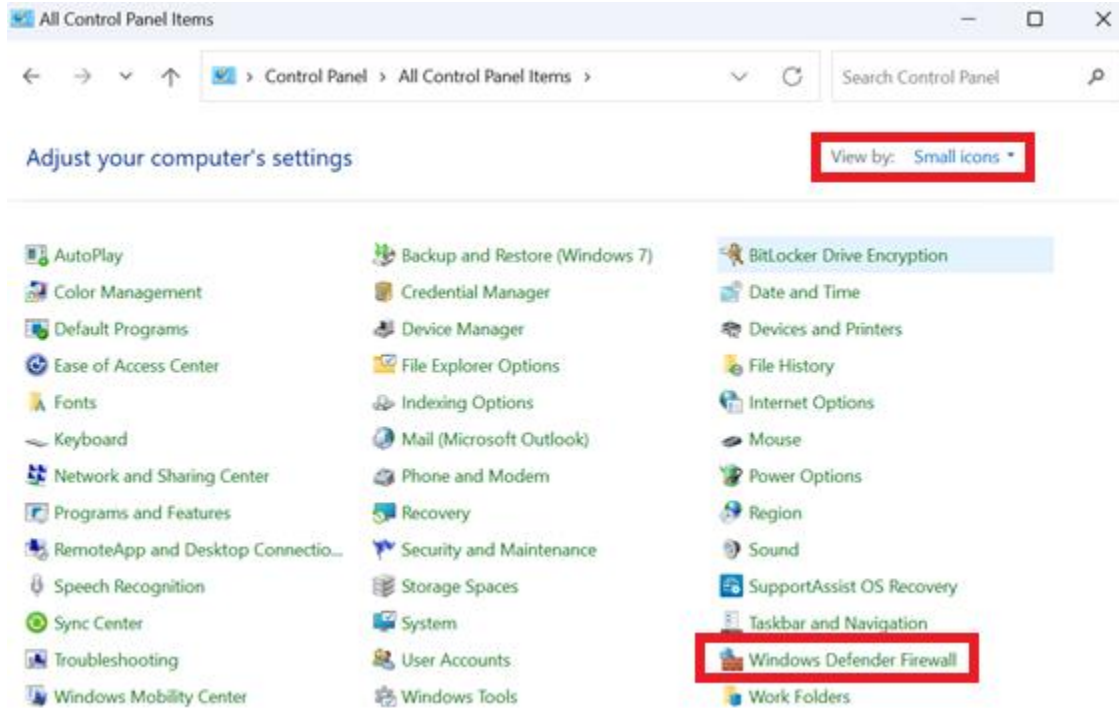 All Control Panel Items
Control Panel > All Control Panel Items >
Search Control Panel
Adjust your computer's settings
View by: Small icons
AutoPlay
Backup and Restore (Windows 7)
BitLocker Drive Encryption
Color Management
Credential Manager
Date and Time
Default Programs
Device Manager
Devices and Printers
Ease of Access Center
File Explorer Options
File History
Fonts
Indexing Options
Internet Options
Keyboard
Mail (Microsoft Outlook)
Mouse
Network and Sharing Center
Phone and Modem
Power Options
Programs and Features
Recovery
Region
RemoteApp and Desktop Connectio...
Security and Maintenance
Sound
Speech Recognition
Storage Spaces
SupportAssist OS Recovery
Sync Center
System
Taskbar and Navigation
Troubleshooting
User Accounts
Windows Defender Firewall
Windows Mobility Center
Windows Tools
Work Folders